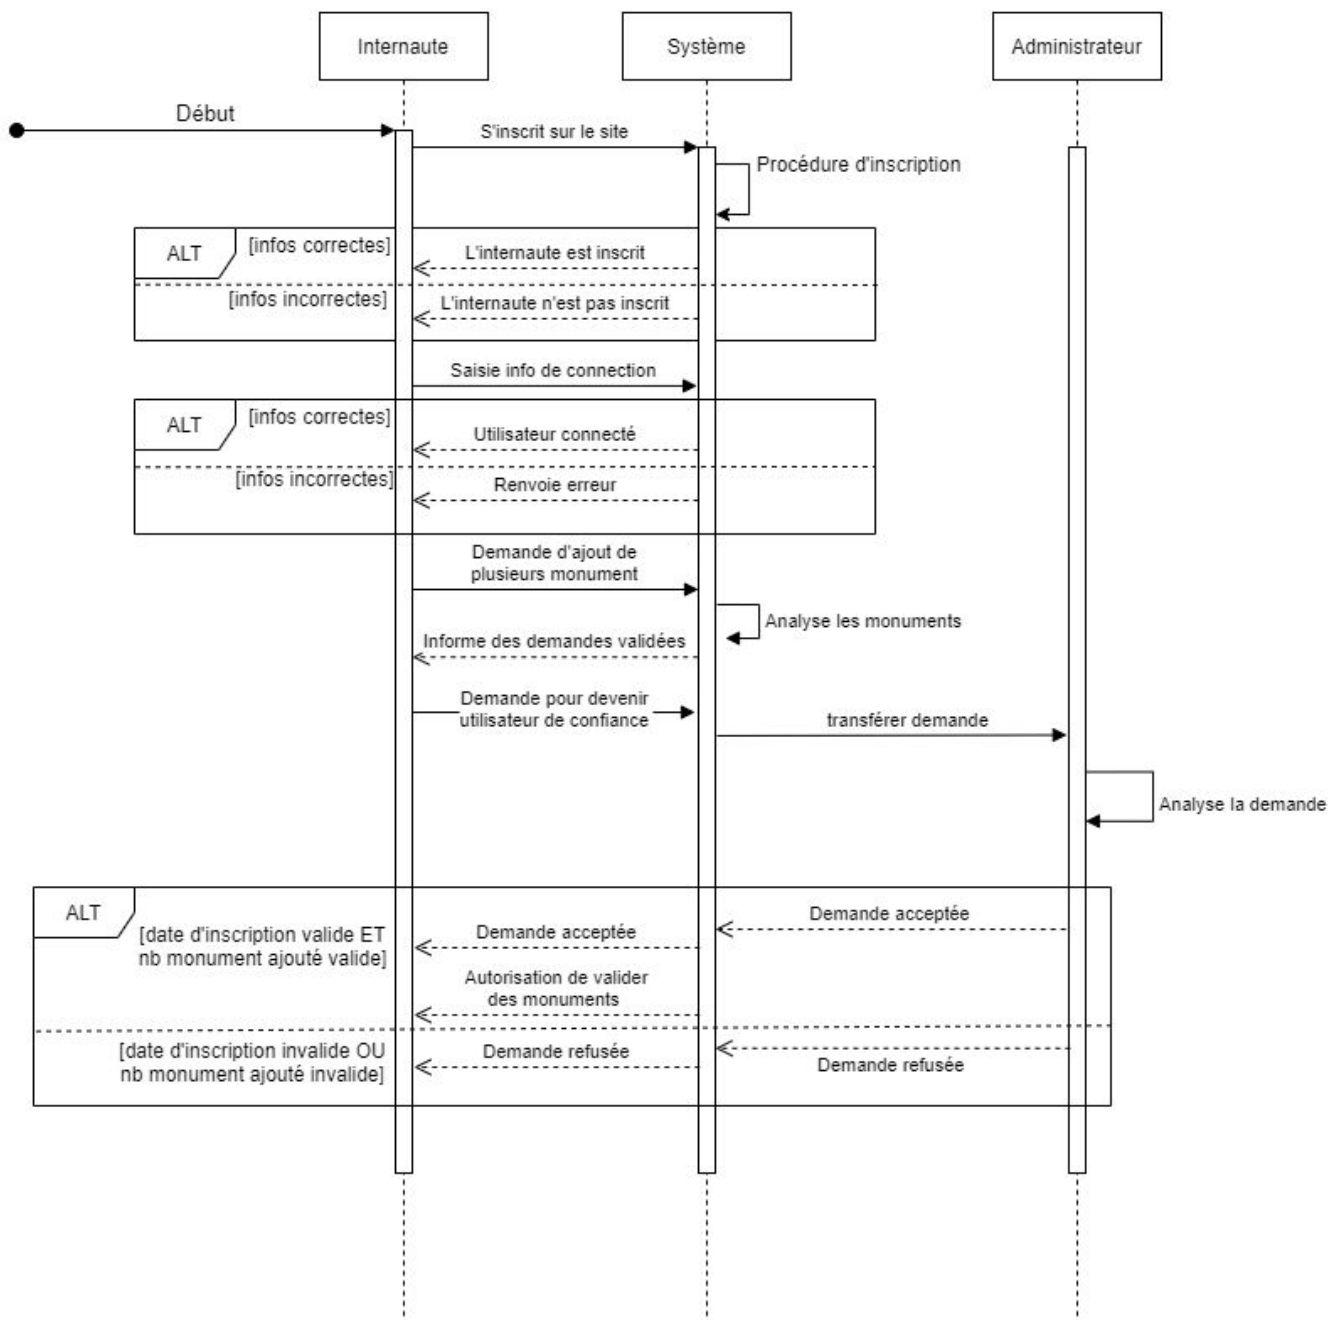 Internaute
Système
Administrateur
Début
S'inscrit sur le site
Procédure d'inscription
ALT
[infos correctes]
L'internaute est inscrit
[infos incorrectes]
L'internaute n'est pas inscrit
Saisie info de connection
ALT
[infos correctes]
Utilisateur connecté
[infos incorrectes]
Renvoie erreur
Demande d'ajout de
plusieurs monument
Analyse les monuments
Informe des demandes validées
Demande pour devenir
utilisateur de confiance
transférer demande
Analyse la demande
ALT
[date d'inscription valide ET
nb monument ajouté valide]
Demande acceptée
Demande acceptée
Autorisation de valider
des monuments
[date d'inscription invalide OU
nb monument ajouté invalide]
Demande refusée
Demande refusée